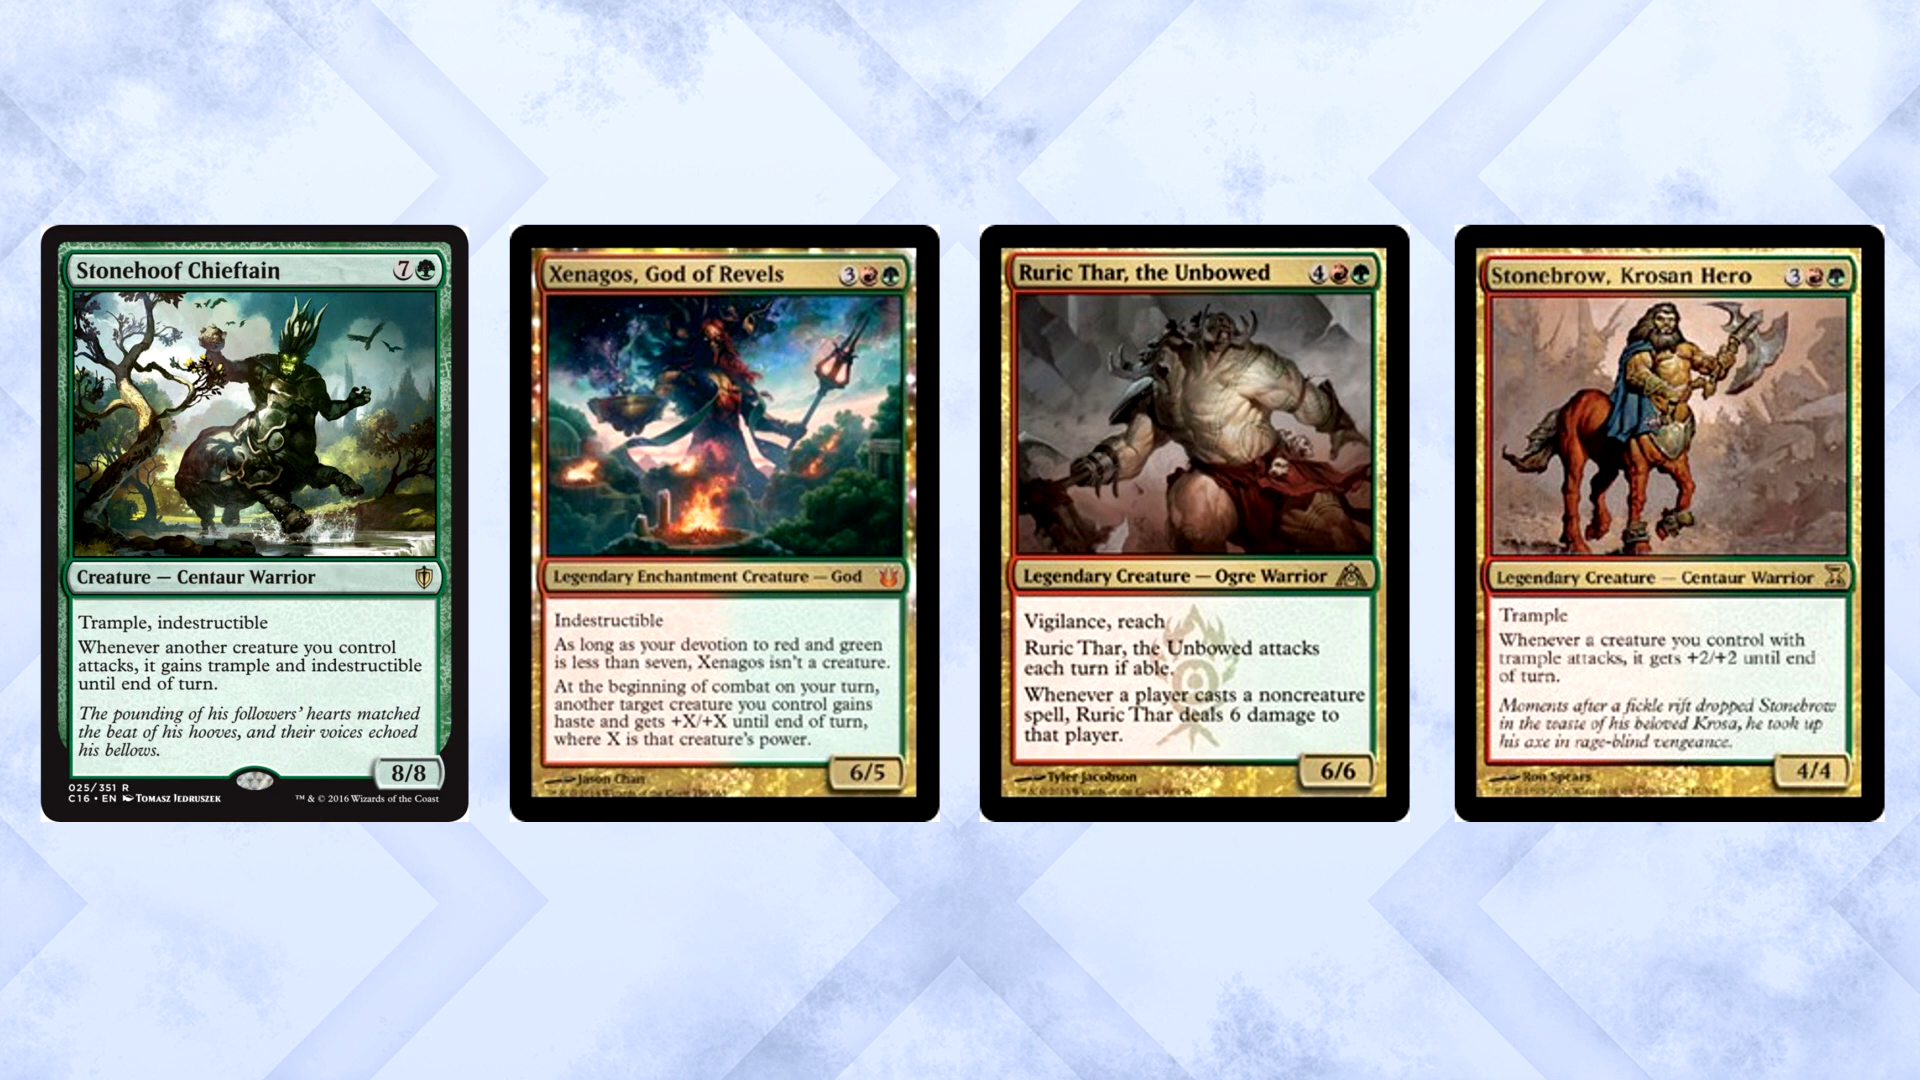 Stonehoof Chieftain 7
Creature — Centaur Warrior
Trample, indestructible
Whenever another creature you control
attacks, it gains trample and indestructible
until end of turn.
The pounding of his followers' hearts matched
the beat of his hooves, and their voices echoed
his bellows.
8/8
025/351 R
C16 • EN TOMASZ JEDRUSZEK
™ & © 2016 Wizards of the Coast
Xenagos, God of Revels 3
Legendary Enchantment Creature — God
Indestructible
As long as your devotion to red and green
is less than seven, Xenagos isn't a creature.
At the beginning of combat on your turn,
another target creature you control gains
haste and gets +X/+X until end of turn,
where X is that creature's power.
6/5
Jason Chan
Ruric Thar, the Unbowed 4
Legendary Creature — Ogre Warrior
Vigilance, reach
Ruric Thar, the Unbowed attacks
each turn if able.
Whenever a player casts a noncreature
spell, Ruric Thar deals 6 damage to
that player.
6/6
Tyler Jacobson
Stonebrow, Krosan Hero 3
Legendary Creature — Centaur Warrior
Trample
Whenever a creature you control with
trample attacks, it gets +2/+2 until end
of turn.
Moments after a fickle rift dropped Stonebrow
in the waste of his beloved Krosa, he took up
his axe in rage-blind vengeance.
4/4
Ron Spears